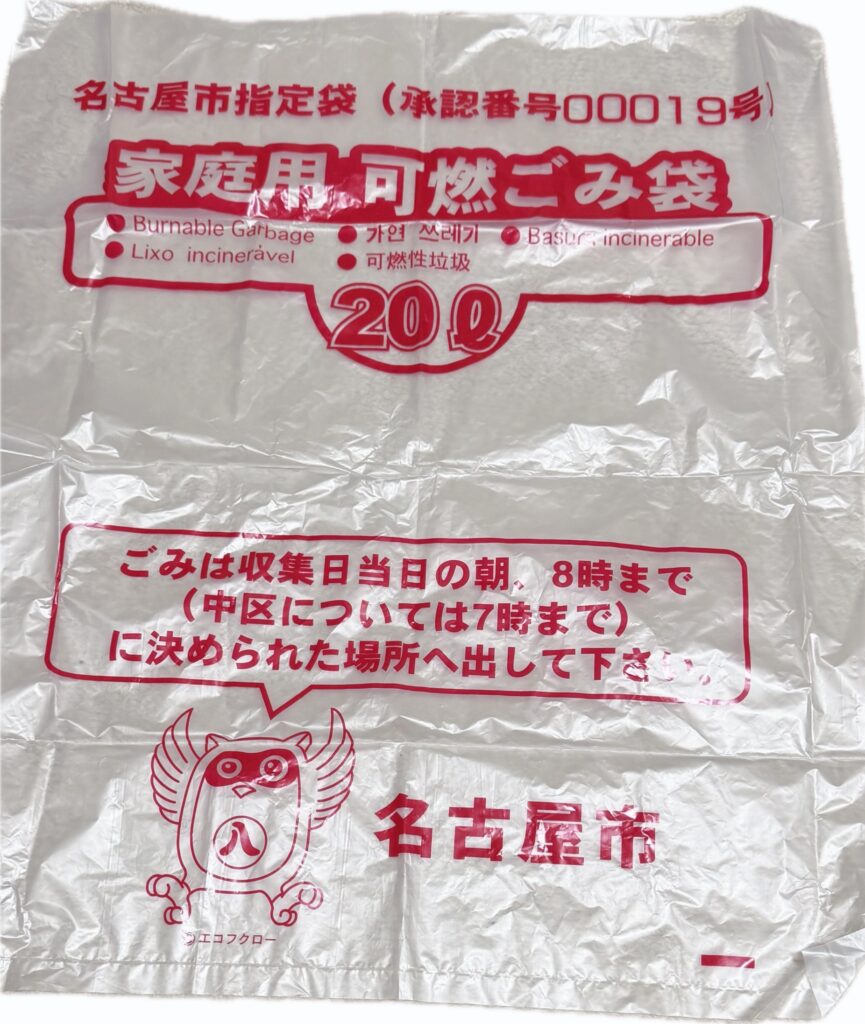 名古屋市指定袋（承認番号00019号）
家庭用 可燃ごみ袋
● Burnable Garbage ● 가연 쓰레기 ● Basura incinerable
● Lixo incinerável ● 可燃性垃圾
20ℓ
ごみは収集日当日の朝、8時まで
（中区については7時まで）
に決められた場所へ出して下さい。
八
名古屋市
エコフクロー